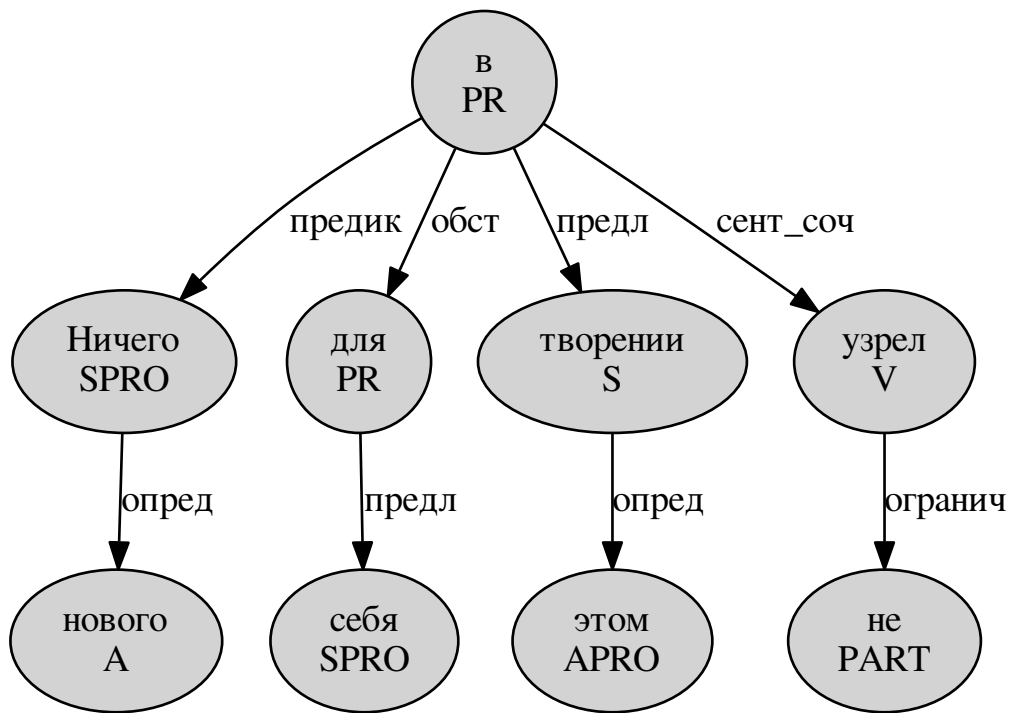 в
PR
предик
обст
предл
сент_соч
Ничего
SPRO
для
PR
творении
S
узрел
V
опред
предл
опред
огранич
нового
A
себя
SPRO
этом
APRO
не
PART